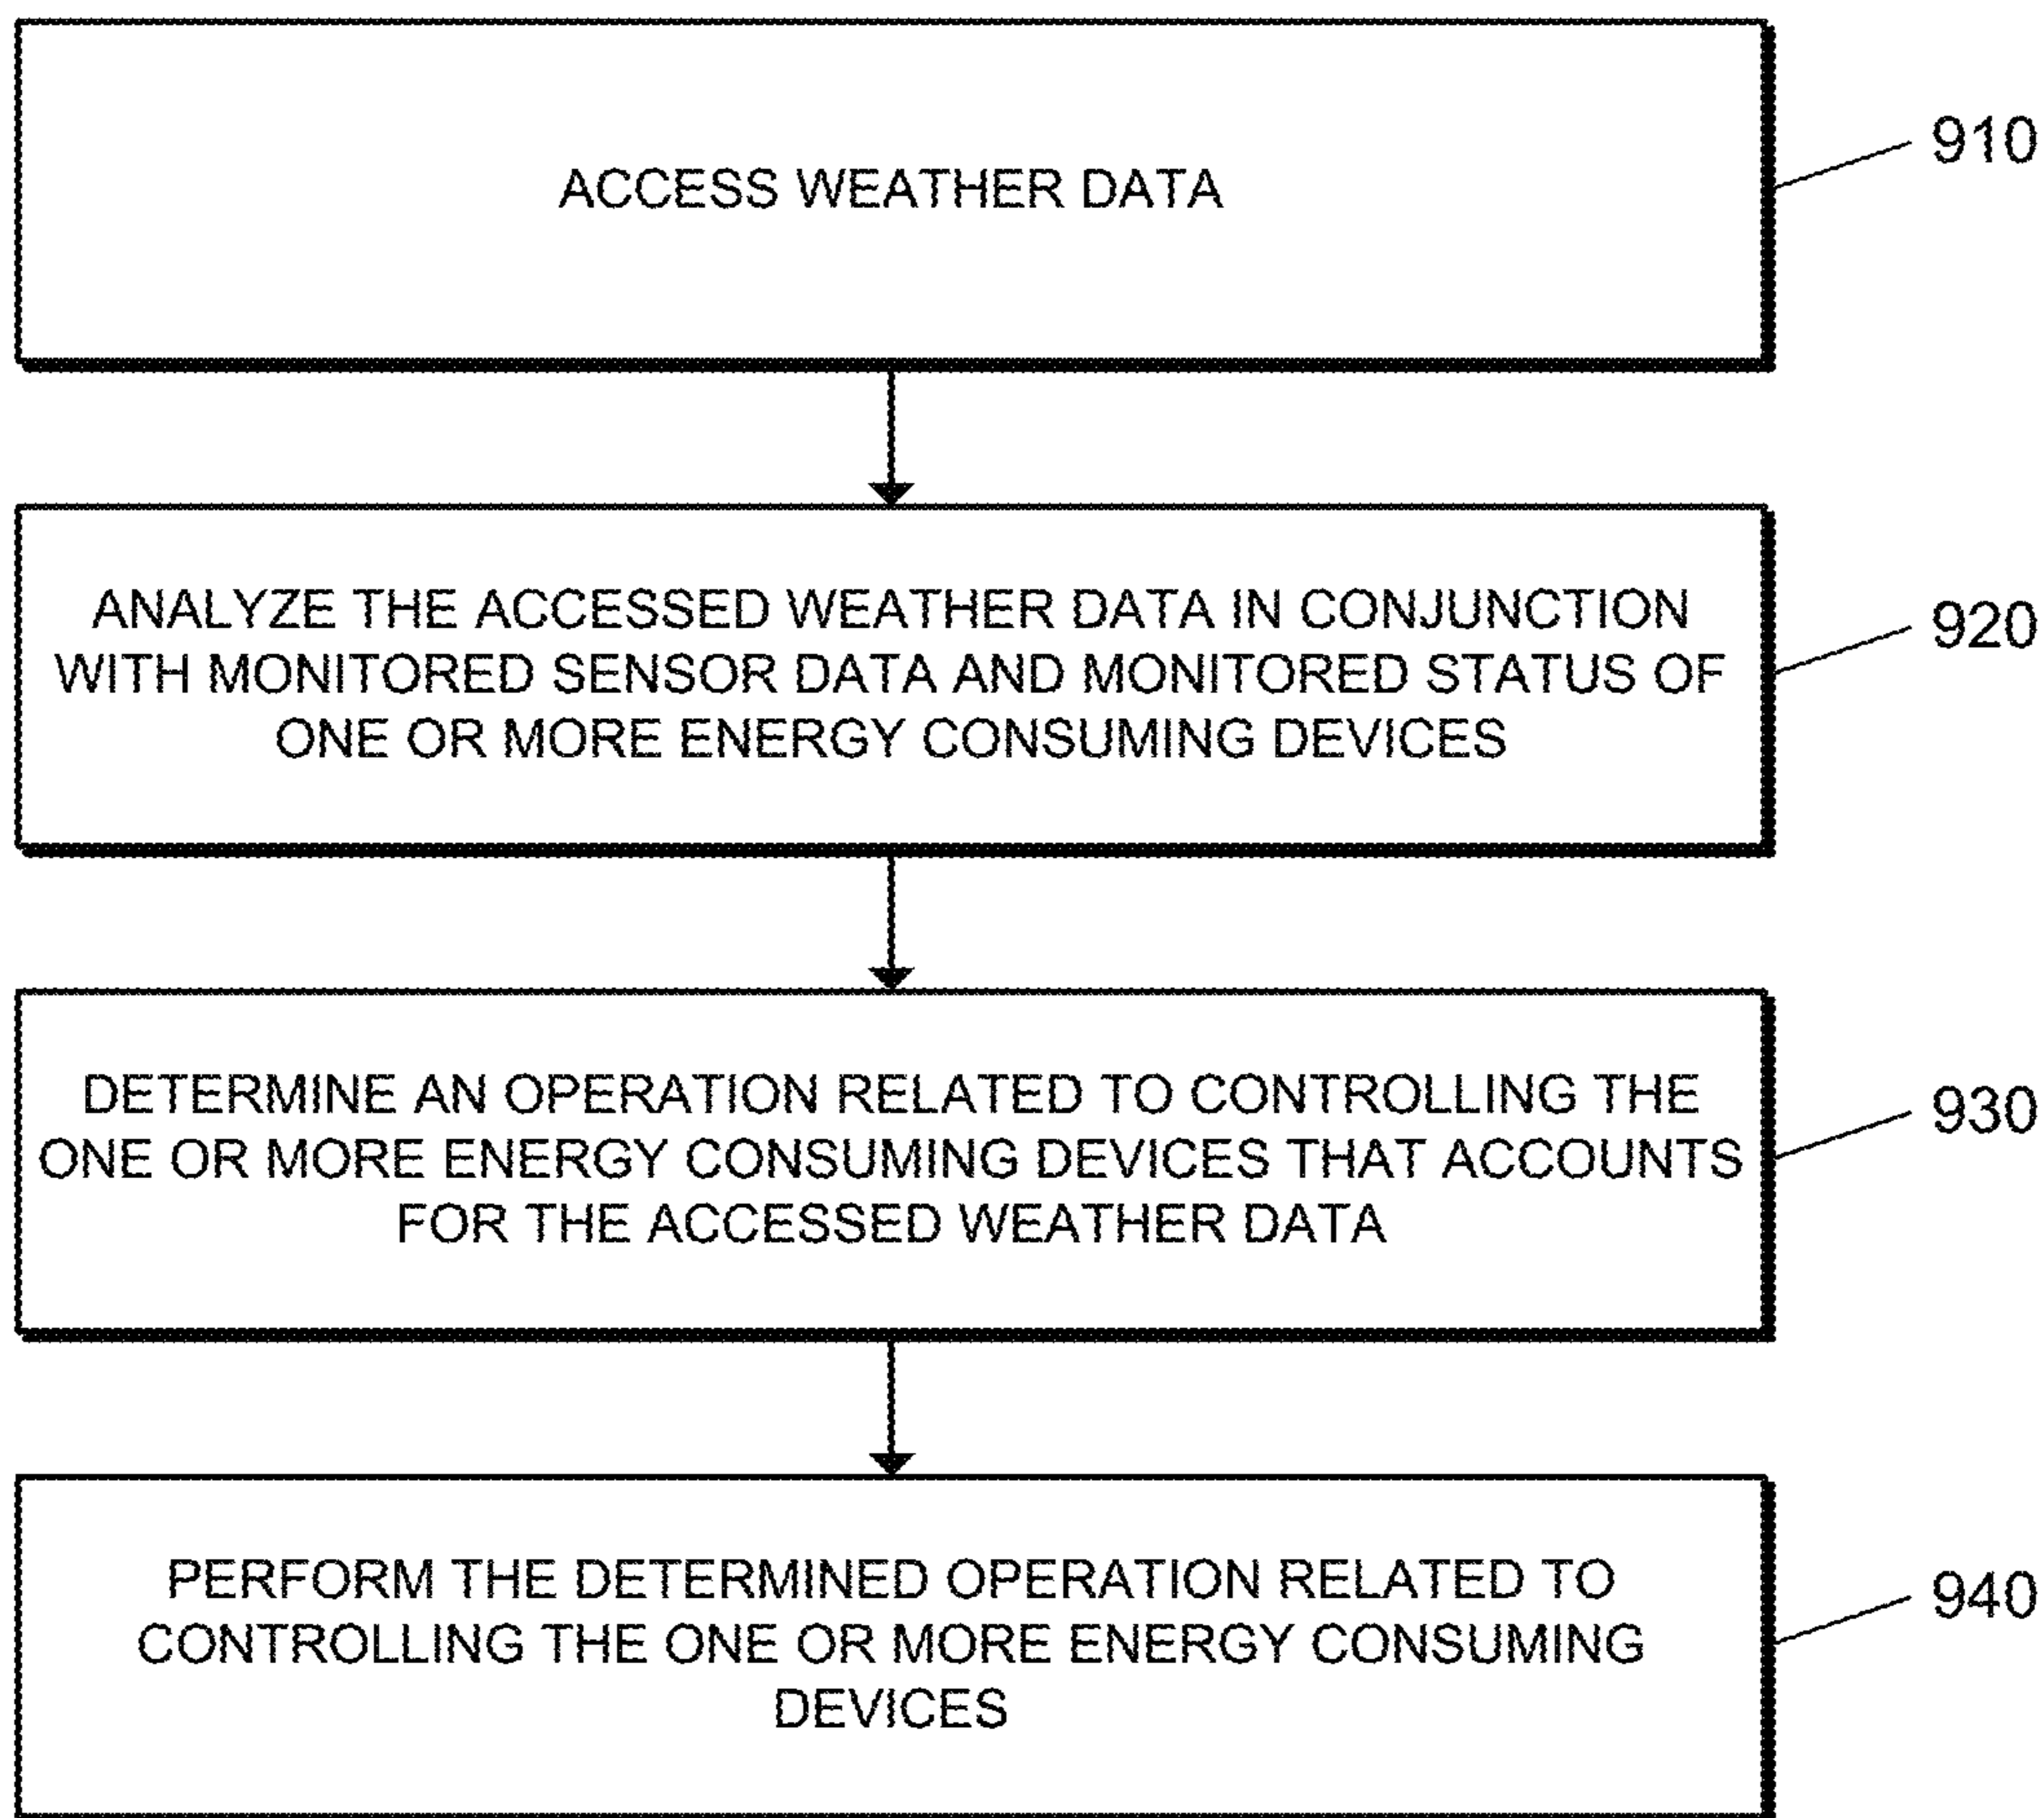 ACCESS WEATHER DATA
910
ANALYZE THE ACCESSED WEATHER DATA IN CONJUNCTION
WITH MONITORED SENSOR DATA AND MONITORED STATUS OF
ONE OR MORE ENERGY CONSUMING DEVICES
920
DETERMINE AN OPERATION RELATED TO CONTROLLING THE
ONE OR MORE ENERGY CONSUMING DEVICES THAT ACCOUNTS
FOR THE ACCESSED WEATHER DATA
930
PERFORM THE DETERMINED OPERATION RELATED TO
CONTROLLING THE ONE OR MORE ENERGY CONSUMING
DEVICES
940